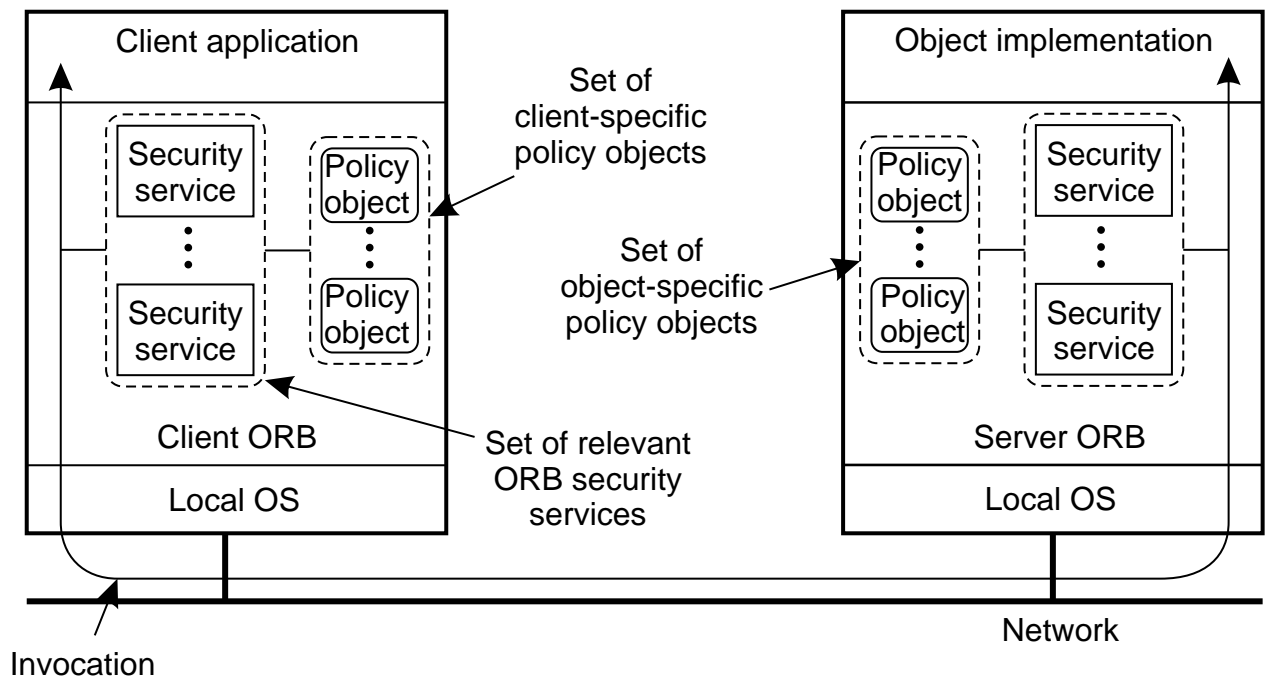 Client application
Object implementation
Set of
client-specific
policy objects
Security
service
Policy
object
Policy
object
Security
service
Set of
object-specific
policy objects
Security
service
Policy
object
Policy
object
Security
service
Client ORB
Set of relevant
ORB security
services
Server ORB
Local OS
Local OS
Network
Invocation